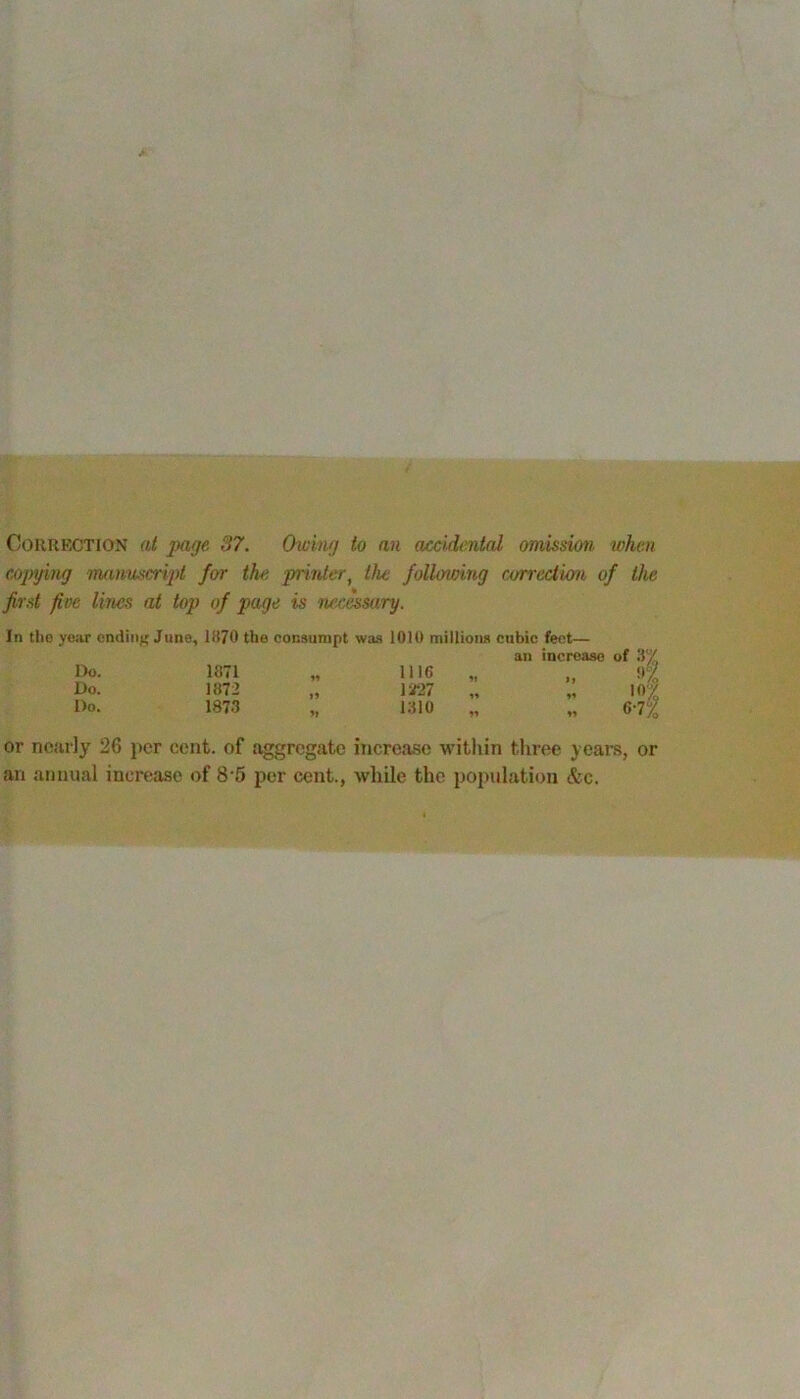 CORRECTION at page 37. Owing to an accidental omission when
copying manuscript for the printer, the following correction of the
first five lines at top of page is necessary.
In the year ending June, 1870 the consumpt was 1010 millions cubic feet—
an increase of 3%
Do. 1871 „ 1116 „ „ 9%
Do. 1872 „ 1227 „ „ 10%
Do. 1873 „ 1310 „ „ 6·7%
or nearly 26 per cent. of aggregate increase within three years, or
an annual increase of 8·5 per cent., while the population &c.